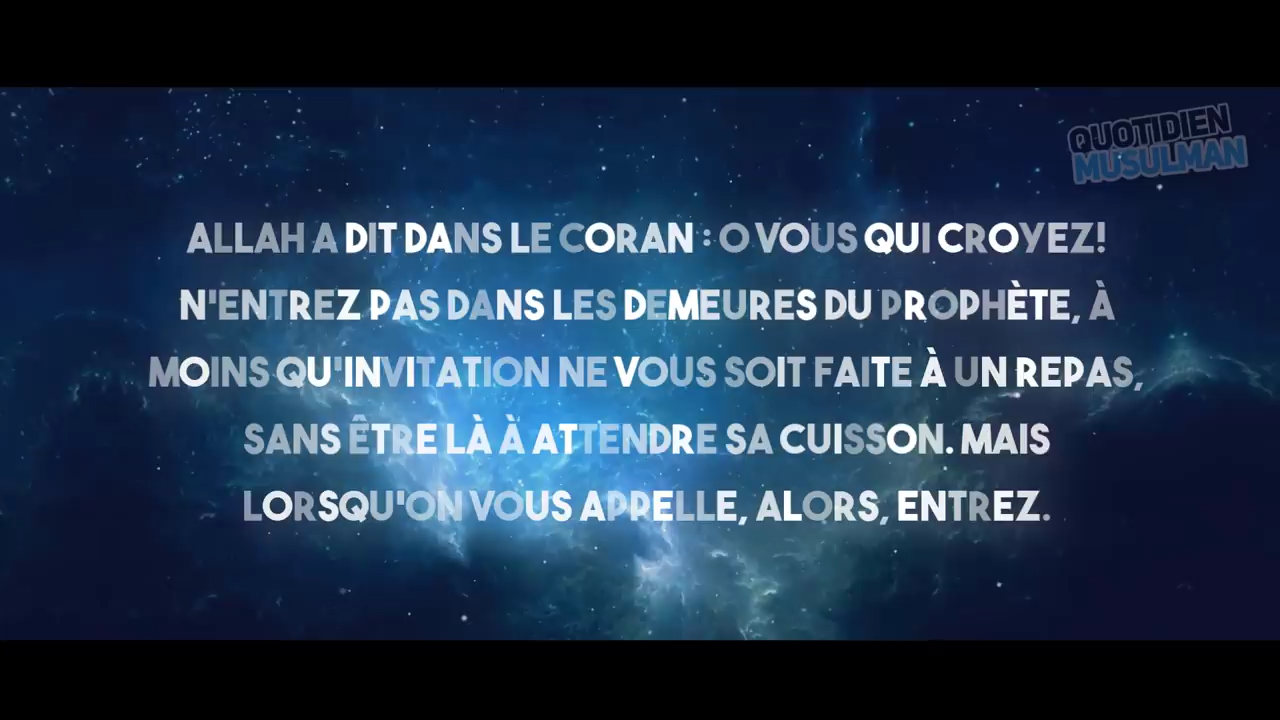 QUOTIDIEN
MUSULMAN
ALLAH A DIT DANS LE CORAN : O VOUS QUI CROYEZ!
N'ENTREZ PAS DANS LES DEMEURES DU PROPHÈTE, À
MOINS QU'INVITATION NE VOUS SOIT FAITE À UN REPAS,
SANS ÊTRE LÀ À ATTENDRE SA CUISSON. MAIS
LORSQU'ON VOUS APPELLE, ALORS, ENTREZ.